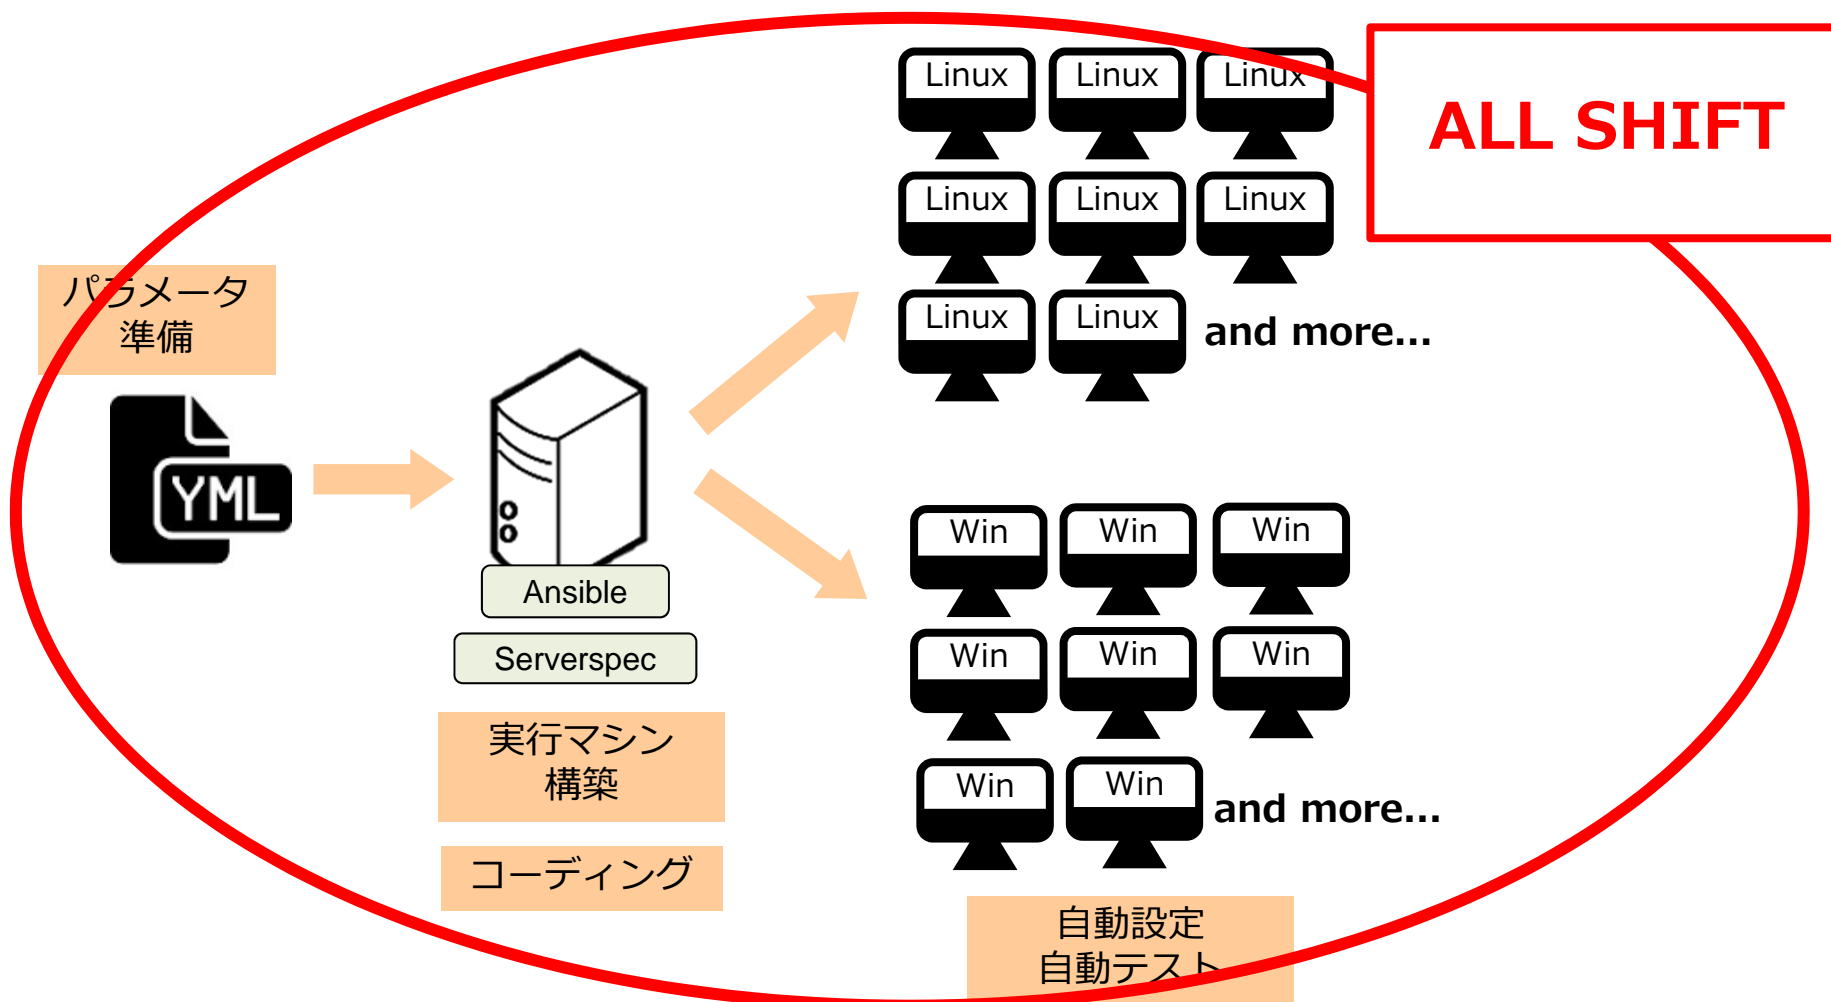 ALL SHIFT
Linux Linux Linux
Linux Linux Linux
Linux Linux and more...
パラメータ
準備
YML
Ansible
Serverspec
実行マシン
構築
コーディング
Win Win Win
Win Win Win
Win Win and more...
自動設定
自動テスト